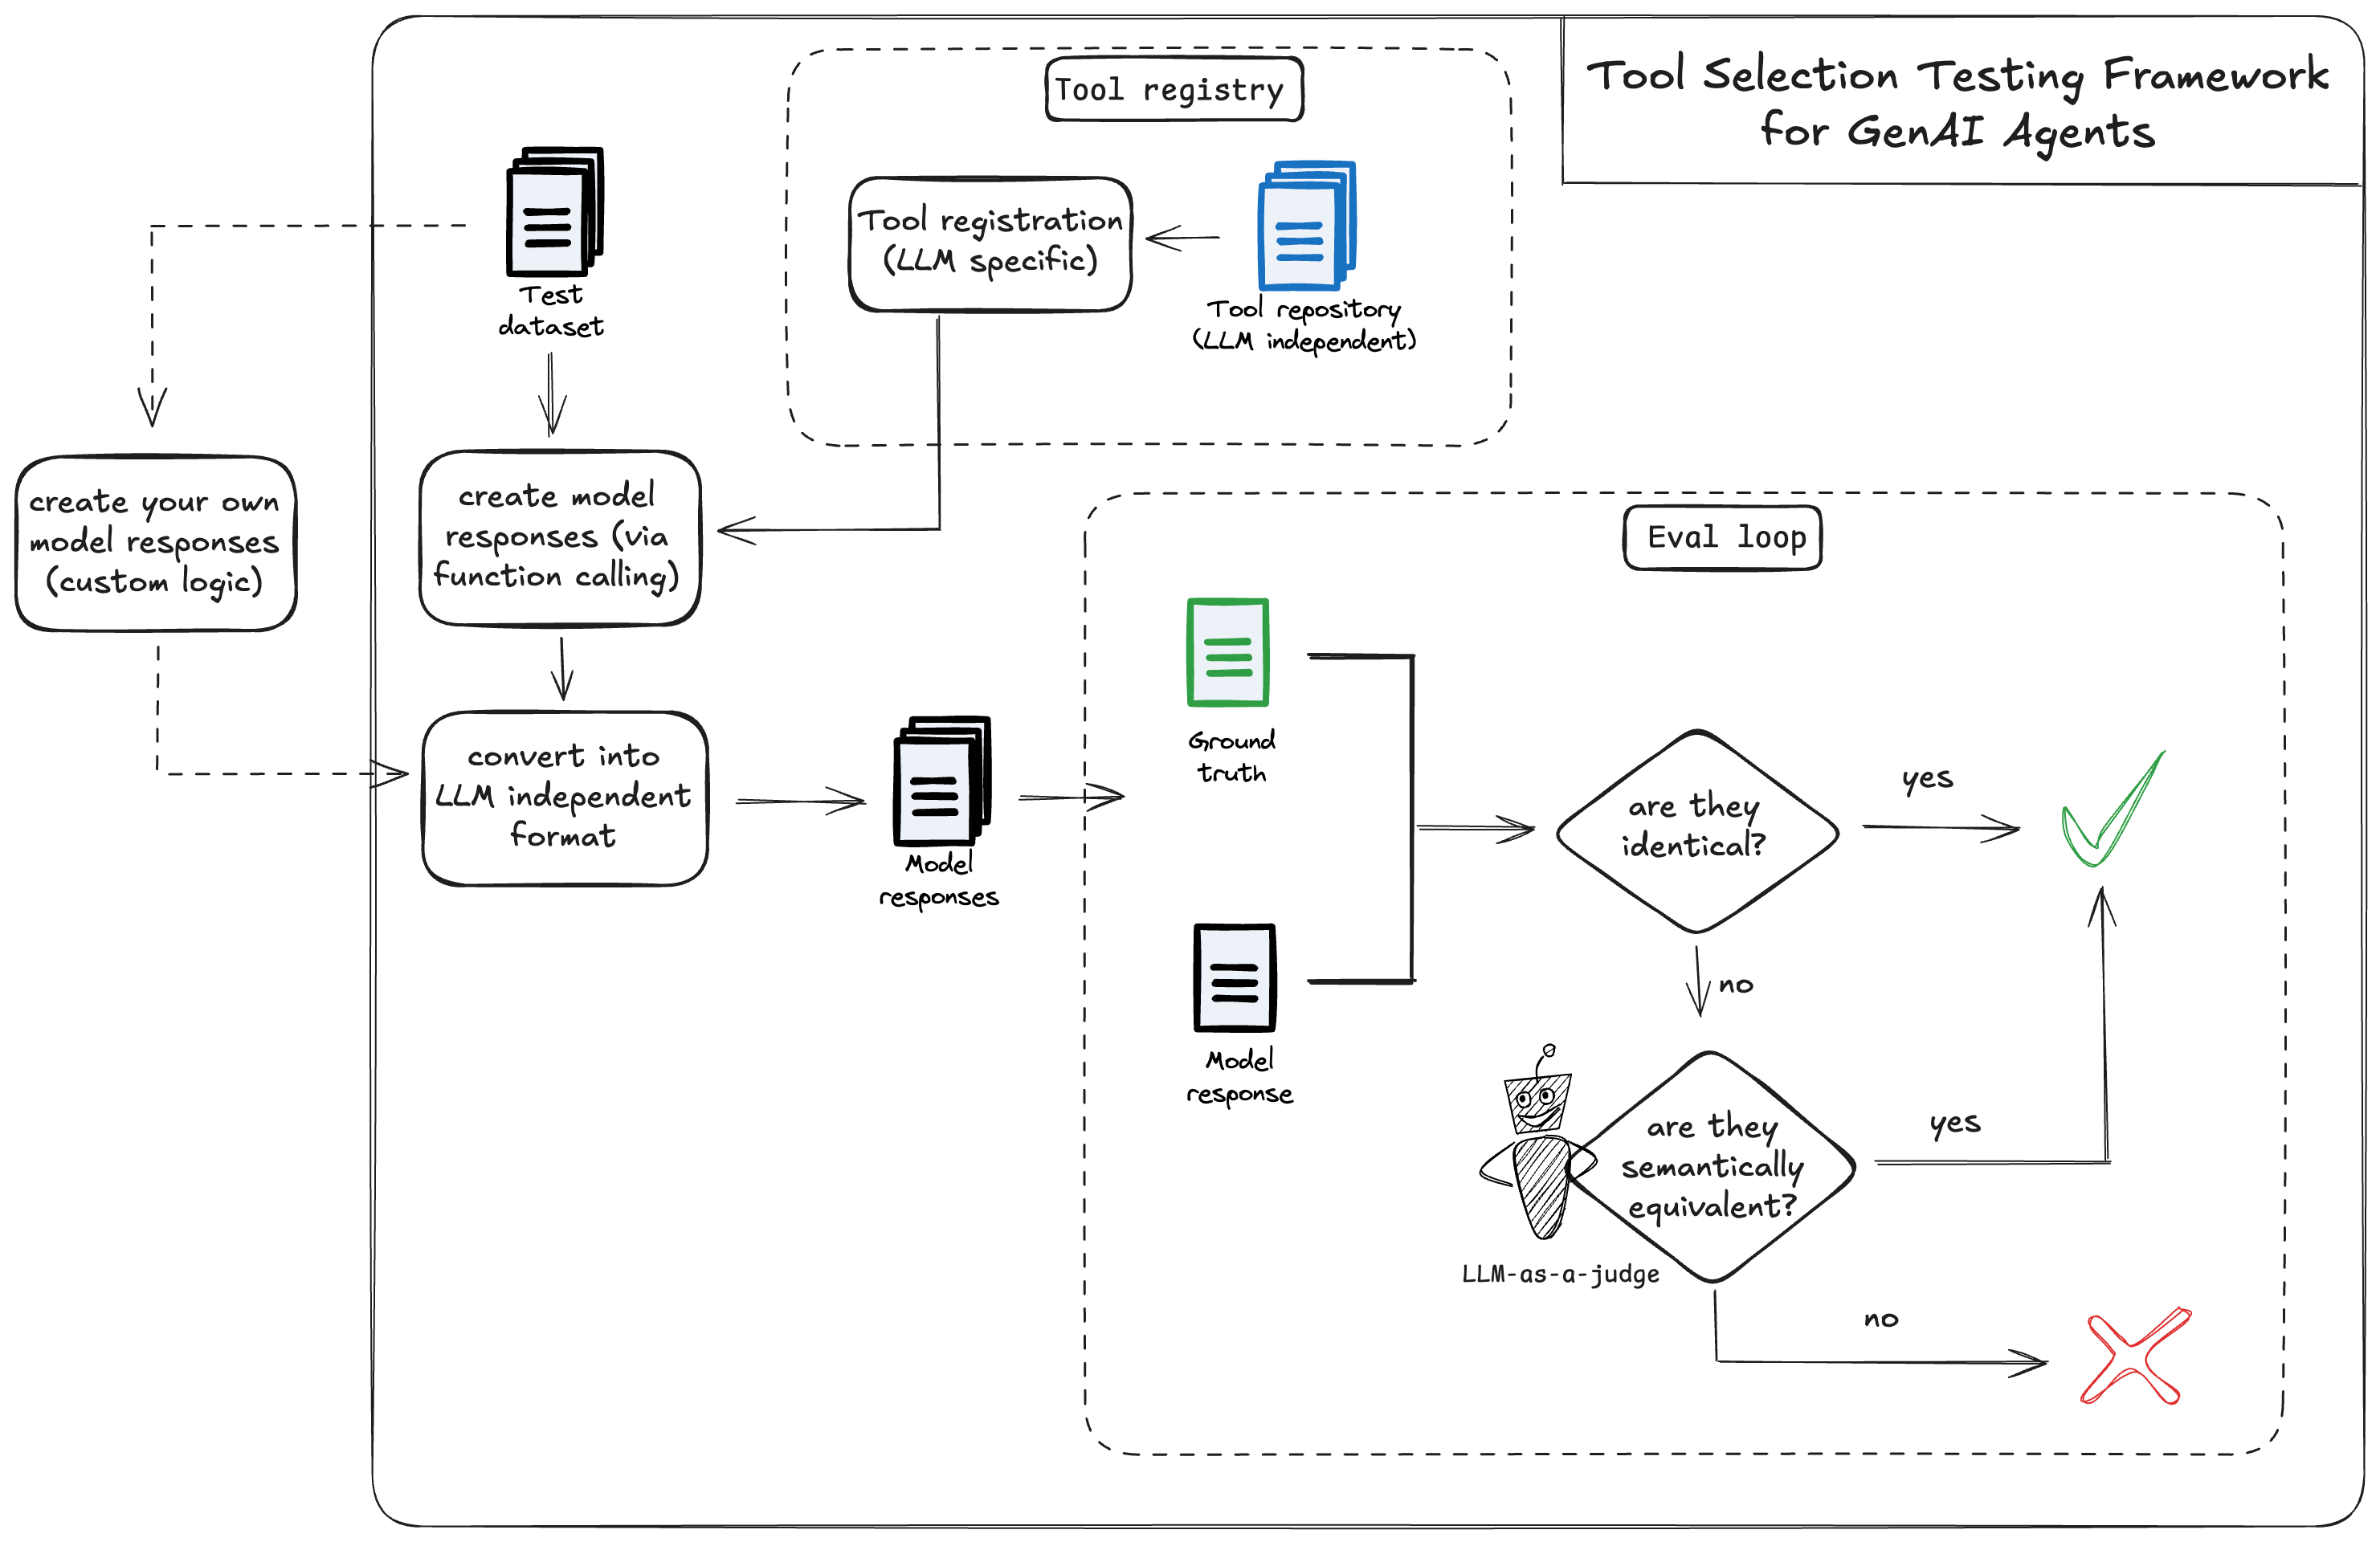 Tool Selection Testing Framework
for GenAI Agents
Tool registry
Tool registration
(LLM specific)
Tool repository
(LLM independent)
Test
dataset
create your own
model responses
(custom logic)
create model
responses (via
function calling)
convert into
LLM independent
format
Model
responses
Eval loop
Ground
truth
Model
response
are they
identical?
yes
no
are they
semantically
equivalent?
yes
LLM-as-a-judge
no